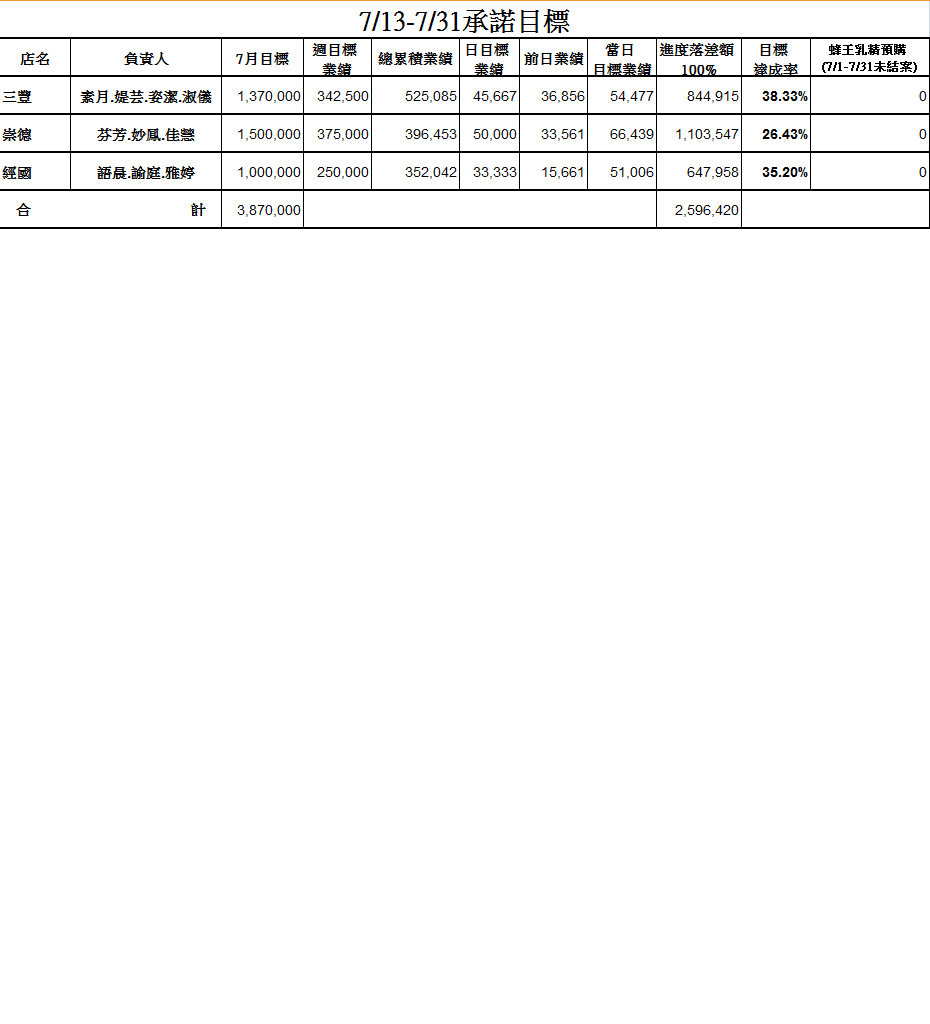 7/13-7/31承諾目標
店名 負責人 7月目標 週目標業績 總累積業績 日目標業績 前日業績 當日目標業績 進度落差額100% 目標達成率 蜂王乳精預購(7/1-7/31未結案)
三豐 素月.媞芸.姿潔.淑儀 1,370,000 342,500 525,085 45,667 36,856 54,477 844,915 38.33% 0
崇德 芬芳.妙鳳.佳慧 1,500,000 375,000 396,453 50,000 33,561 66,439 1,103,547 26.43% 0
經國 語晨.諭庭.雅婷 1,000,000 250,000 352,042 33,333 15,661 51,006 647,958 35.20% 0
合計 3,870,000 2,596,420